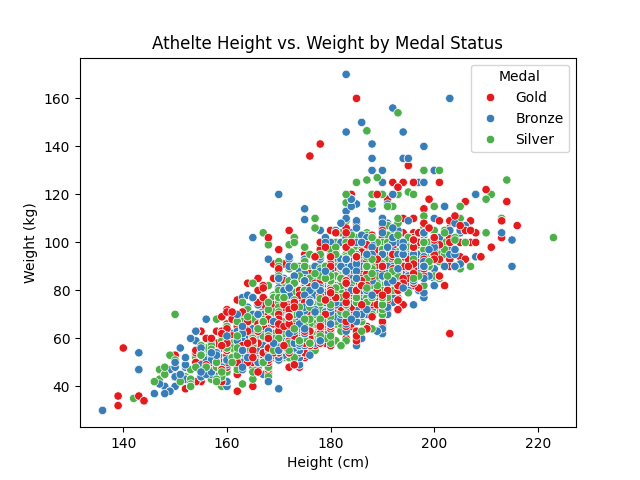 Athelte Height vs. Weight by Medal Status
Medal
Gold
Bronze
Silver
Weight (kg)
160
140
120
100
80
60
40
140 160 180 200 220
Height (cm)